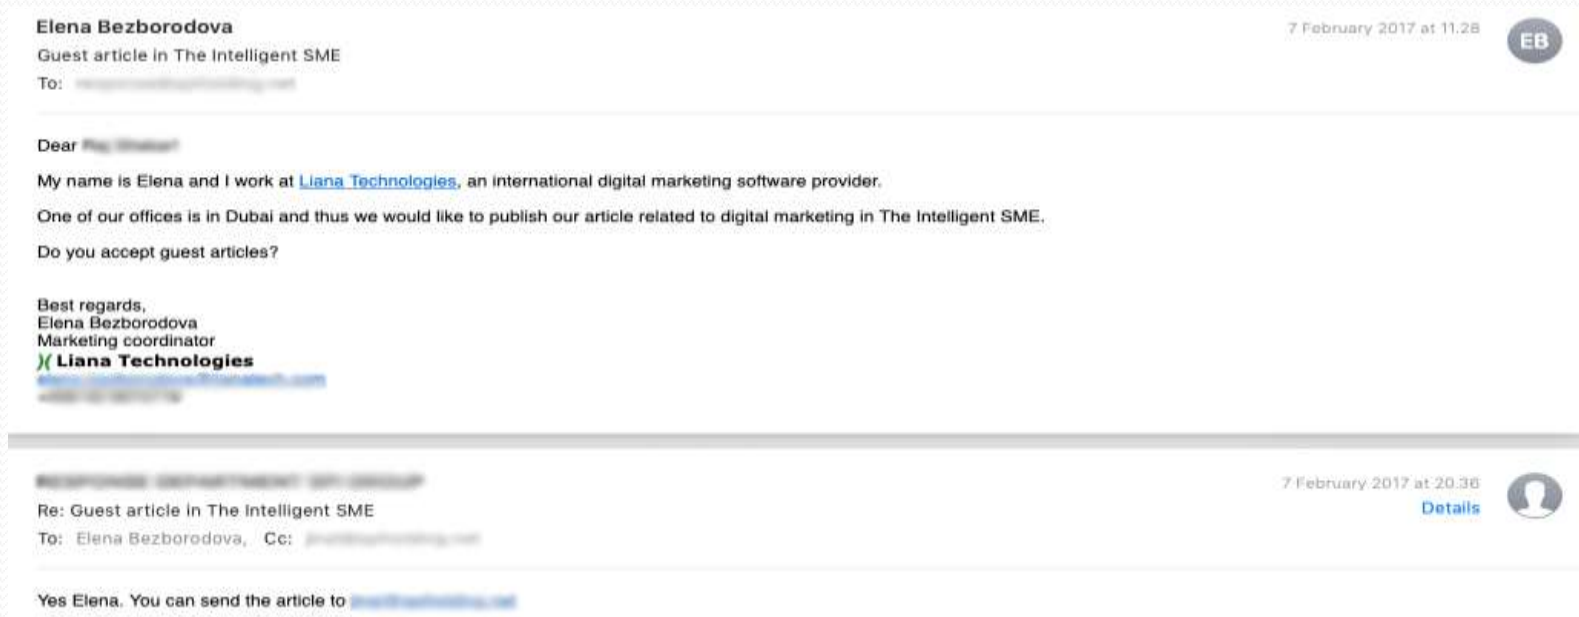 Elena Bezborodova
7 February 2017 at 11.28
EB
Guest article in The Intelligent SME
To:
Dear
My name is Elena and I work at Liana Technologies, an international digital marketing software provider.
One of our offices is in Dubai and thus we would like to publish our article related to digital marketing in The Intelligent SME.
Do you accept guest articles?
Best regards,
Elena Bezborodova
Marketing coordinator
Liana Technologies
7 February 2017 at 20.36
Re: Guest article in The Intelligent SME
Details
To: Elena Bezborodova, Cc:
Yes Elena. You can send the article to